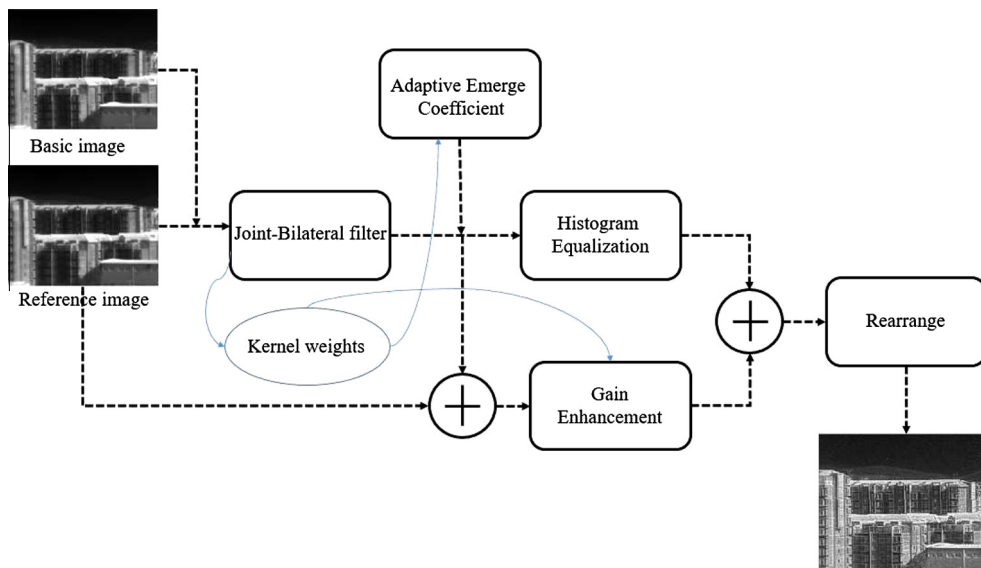 Basic image
Reference image
Adaptive Emerge
Coefficient
Joint-Bilateral filter
Histogram
Equalization
Kernel weights
Gain
Enhancement
Rearrange